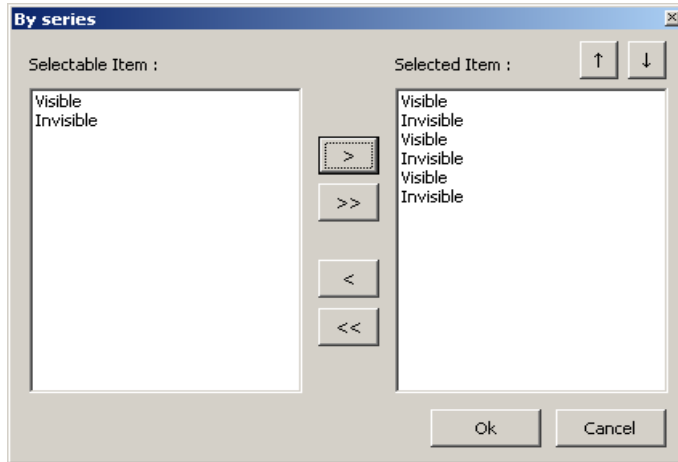 By series
Selectable Item :
Selected Item :
↑ ↓
Visible
Invisible
>
>>
<
<<
Visible
Invisible
Visible
Invisible
Visible
Invisible
Ok
Cancel